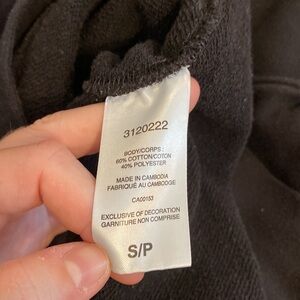 3120222
BODY/CORPS :
60% COTTON/COTON
40% POLYESTER
MADE IN CAMBODIA
FABRIQUÉ AU CAMBODGE
CA00153
EXCLUSIVE OF DECORATION
GARNITURE NON COMPRISE
S/P